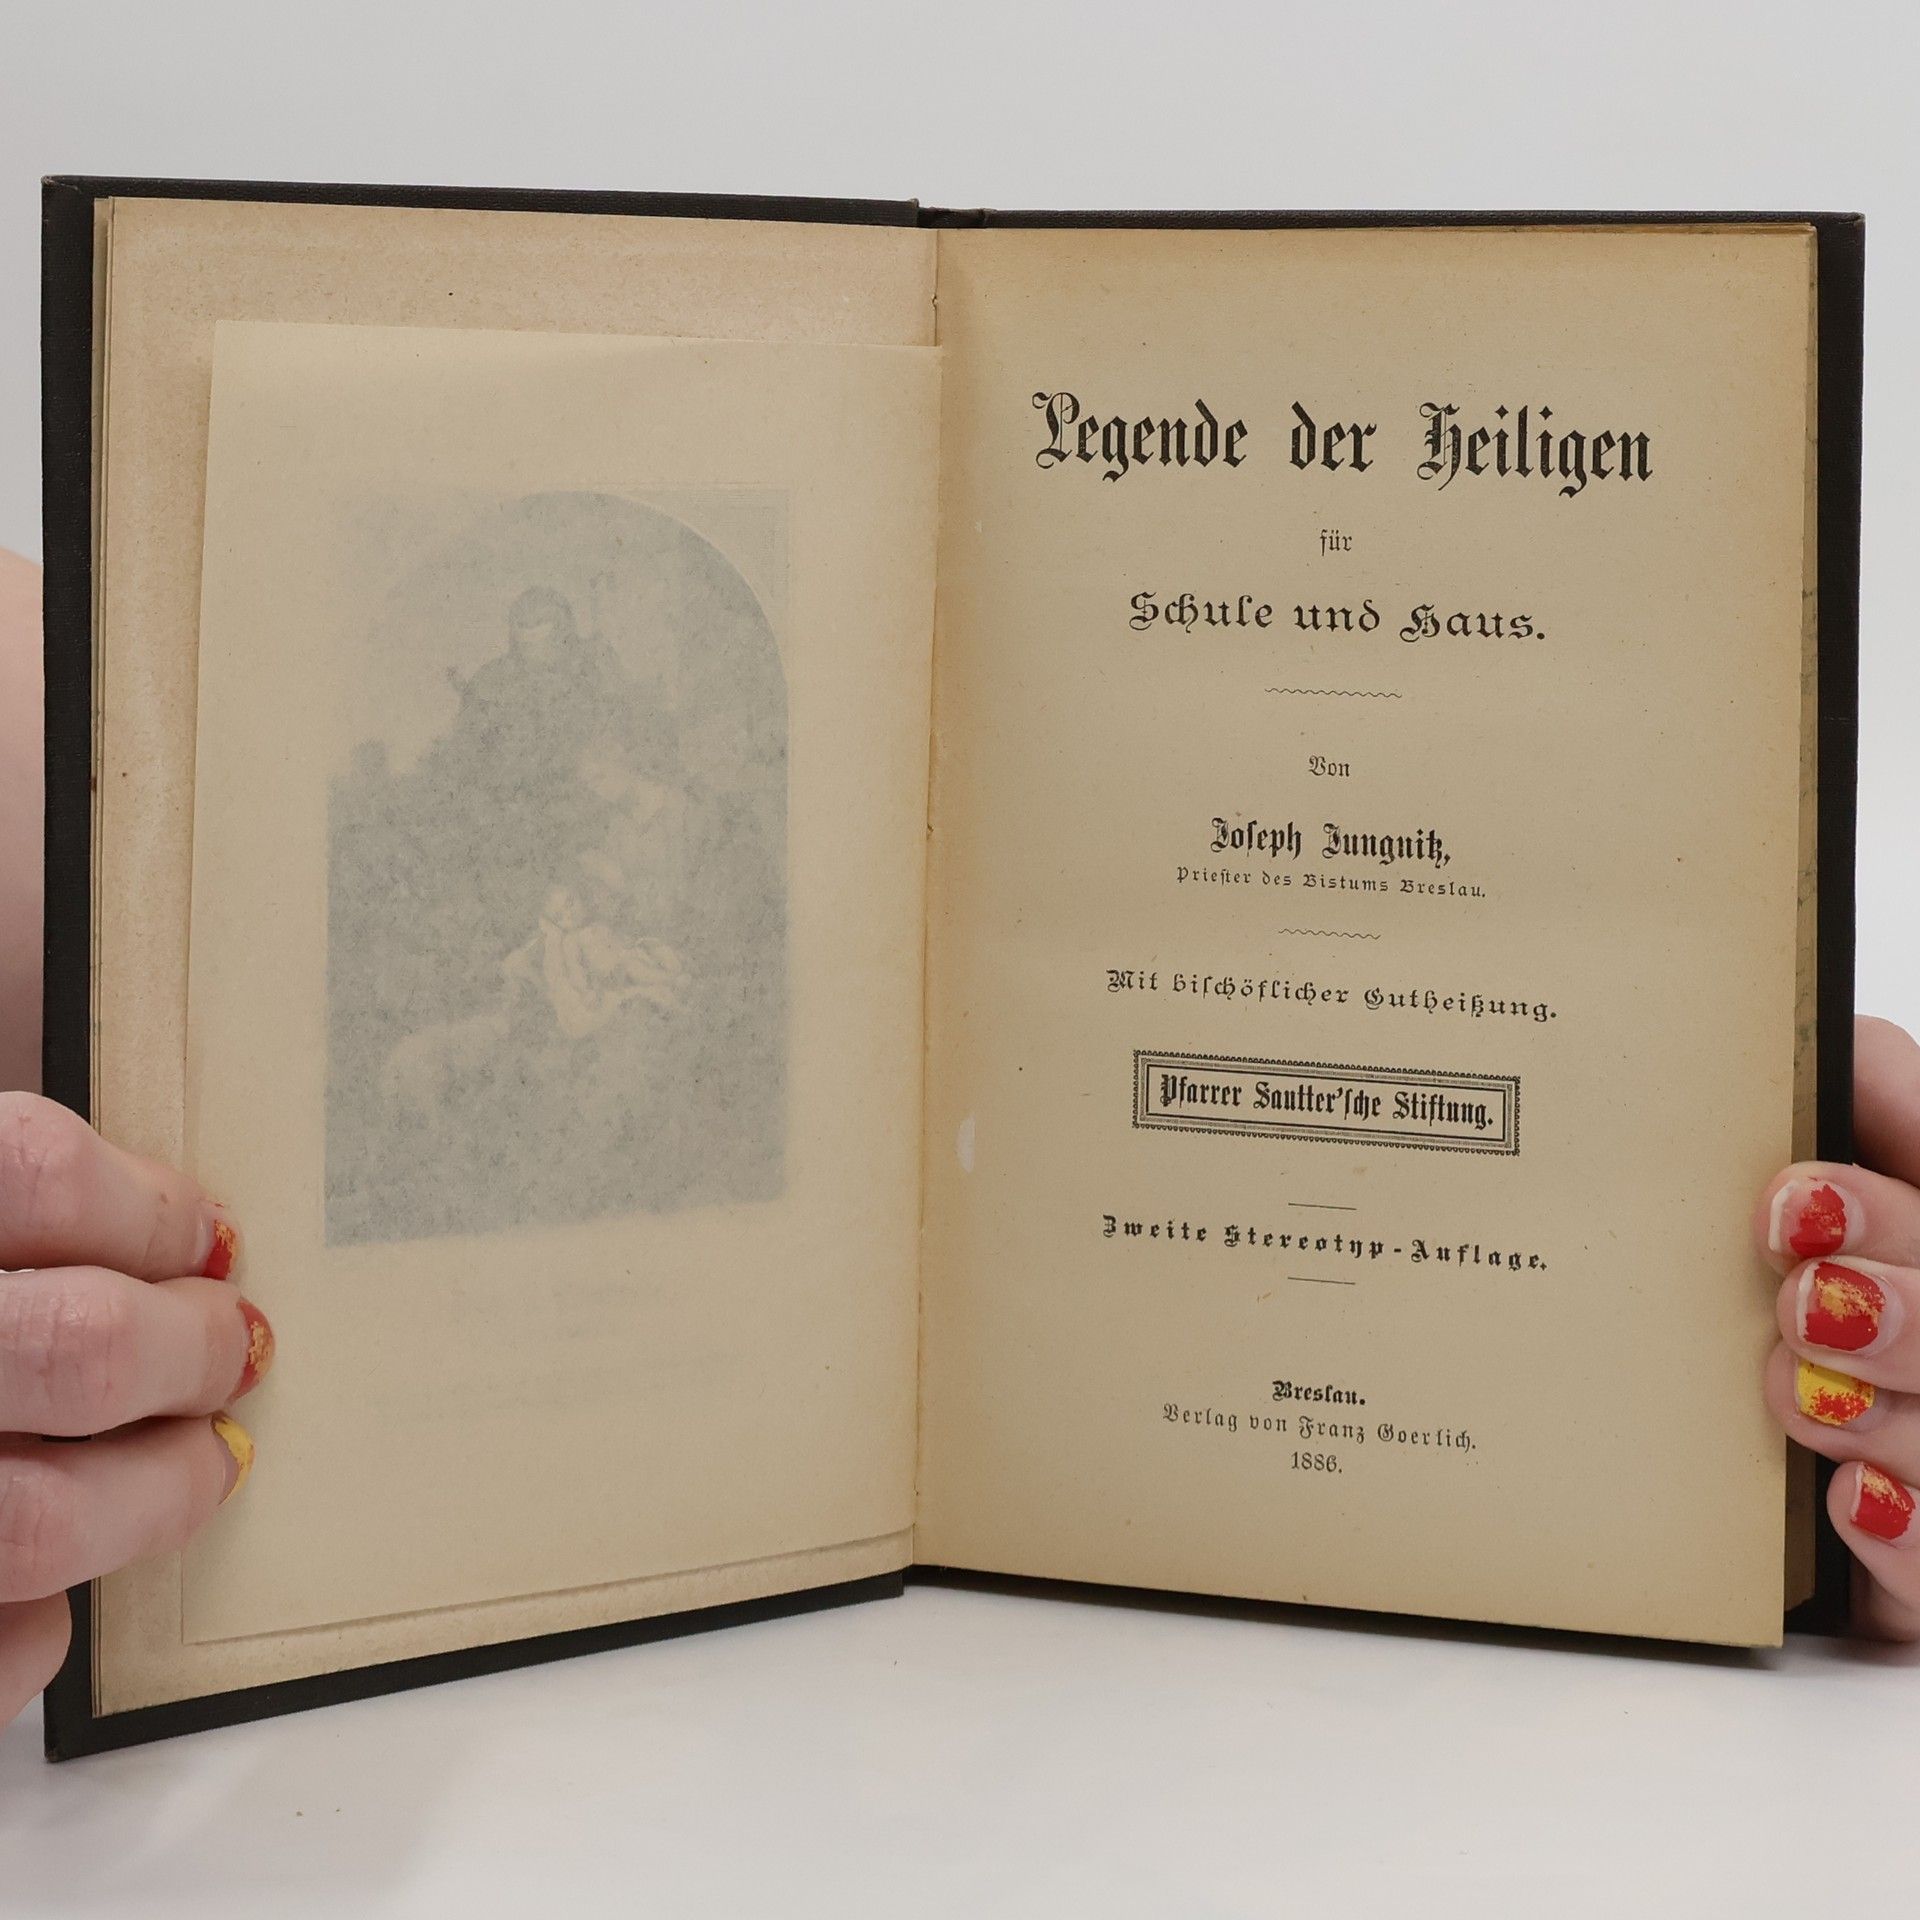 Legende der Heiligen
für
Schule und Haus.
Von
Joseph Jungnitz,
Priester des Bistums Breslau.
Mit bischöflicher Gutheißung.
Pfarrer Sautter'sche Stiftung.
Zweite Stereotyp-Auflage.
Breslau.
Verlag von Franz Goerlich.
1886.